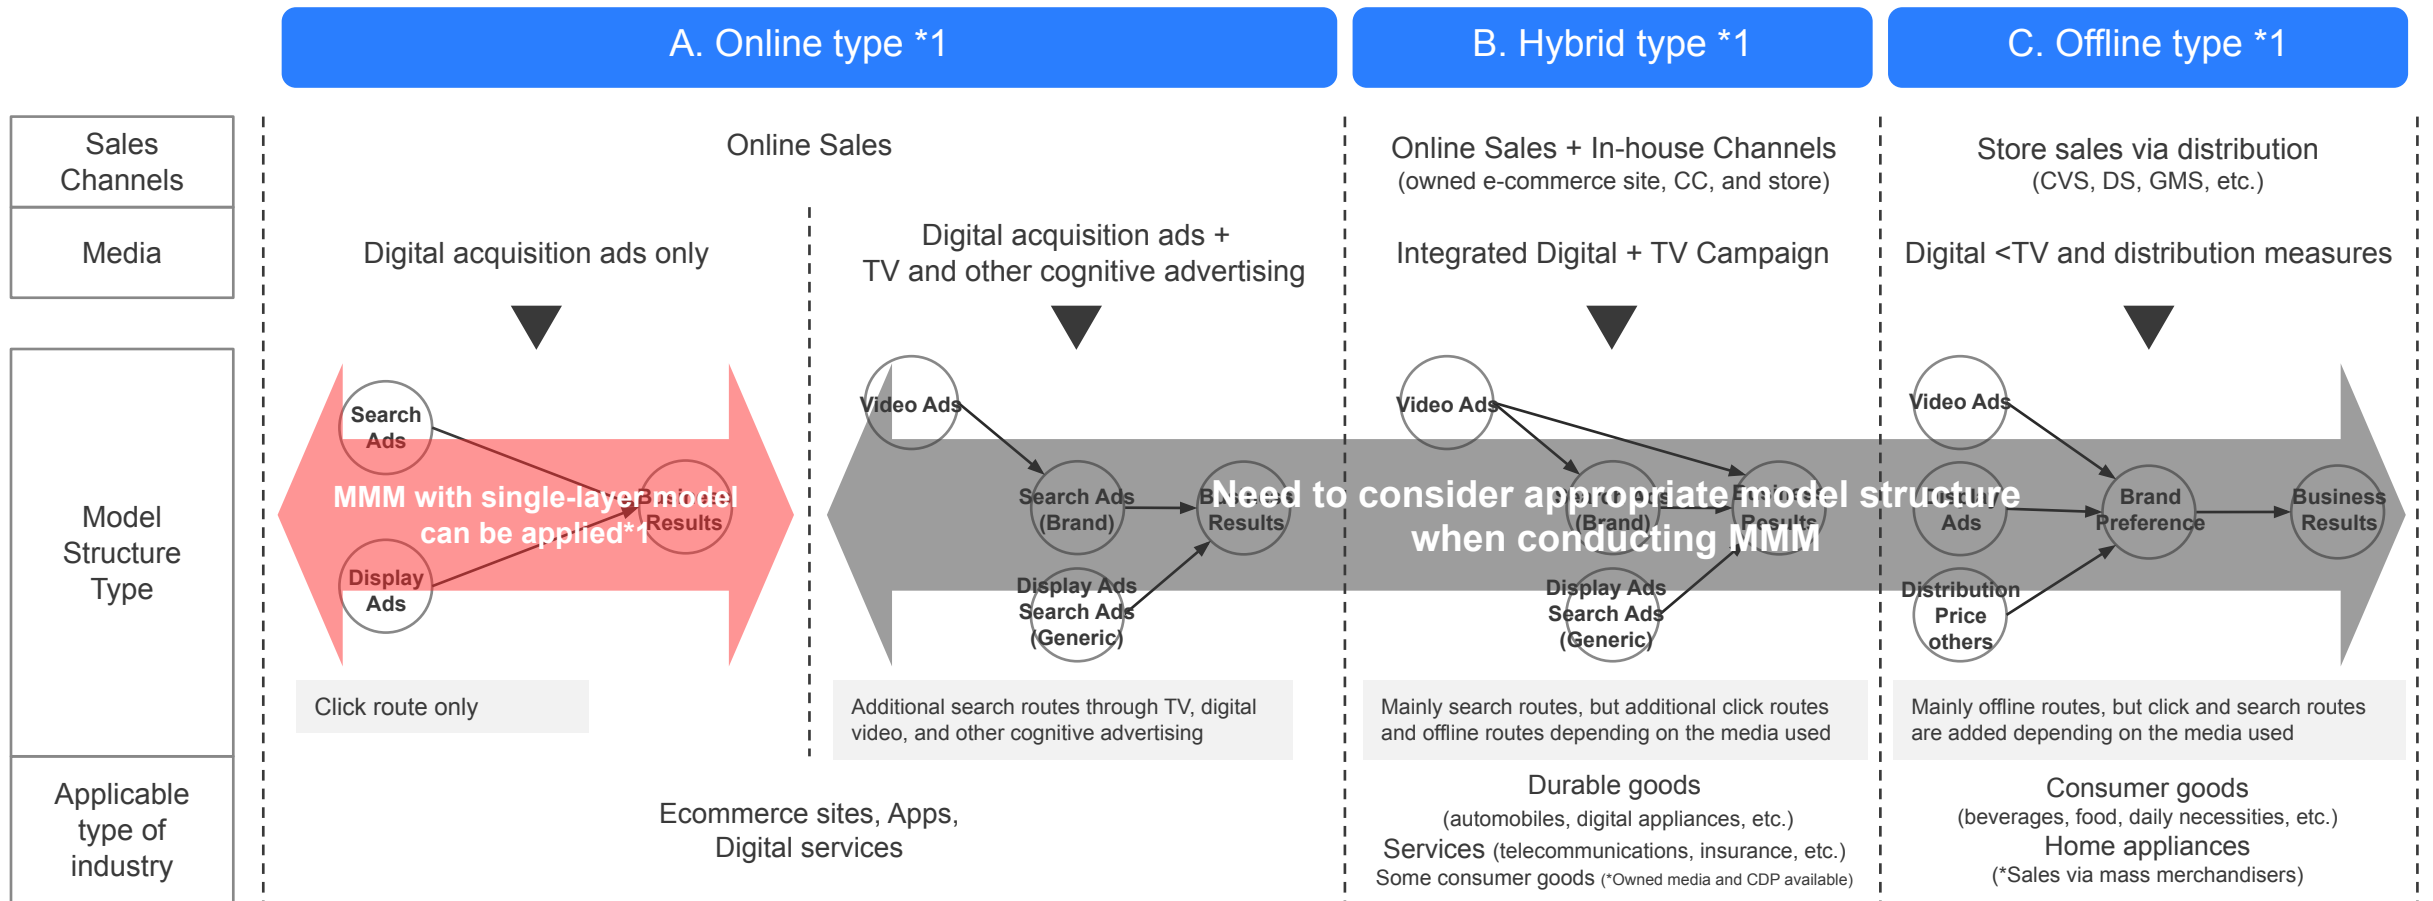 A. Online type *1
B. Hybrid type *1
C. Offline type *1
Sales
Channels
Online Sales
Online Sales + In-house Channels
(owned e-commerce site, CC, and store)
Store sales via distribution
(CVS, DS, GMS, etc.)
Media
Digital acquisition ads only
Digital acquisition ads +
TV and other cognitive advertising
Integrated Digital + TV Campaign
Digital <TV and distribution measures
Model
Structure
Type
Search
Ads
Display
Ads
Business
Results
MMM with single-layer model
can be applied*1
Click route only
Video Ads
Search Ads
(Brand)
Business
Results
Display Ads
Search Ads
(Generic)
Additional search routes through TV, digital
video, and other cognitive advertising
Need to consider appropriate model structure
when conducting MMM
Video Ads
Search Ads
(Brand)
Business
Results
Display Ads
Search Ads
(Generic)
Mainly search routes, but additional click routes
and offline routes depending on the media used
Video Ads
Display
Ads
Distribution
Price
others
Brand
Preference
Business
Results
Mainly offline routes, but click and search routes
are added depending on the media used
Applicable
type of
industry
Ecommerce sites, Apps,
Digital services
Durable goods
(automobiles, digital appliances, etc.)
Services (telecommunications, insurance, etc.)
Some consumer goods (*Owned media and CDP available)
Consumer goods
(beverages, food, daily necessities, etc.)
Home appliances
(*Sales via mass merchandisers)